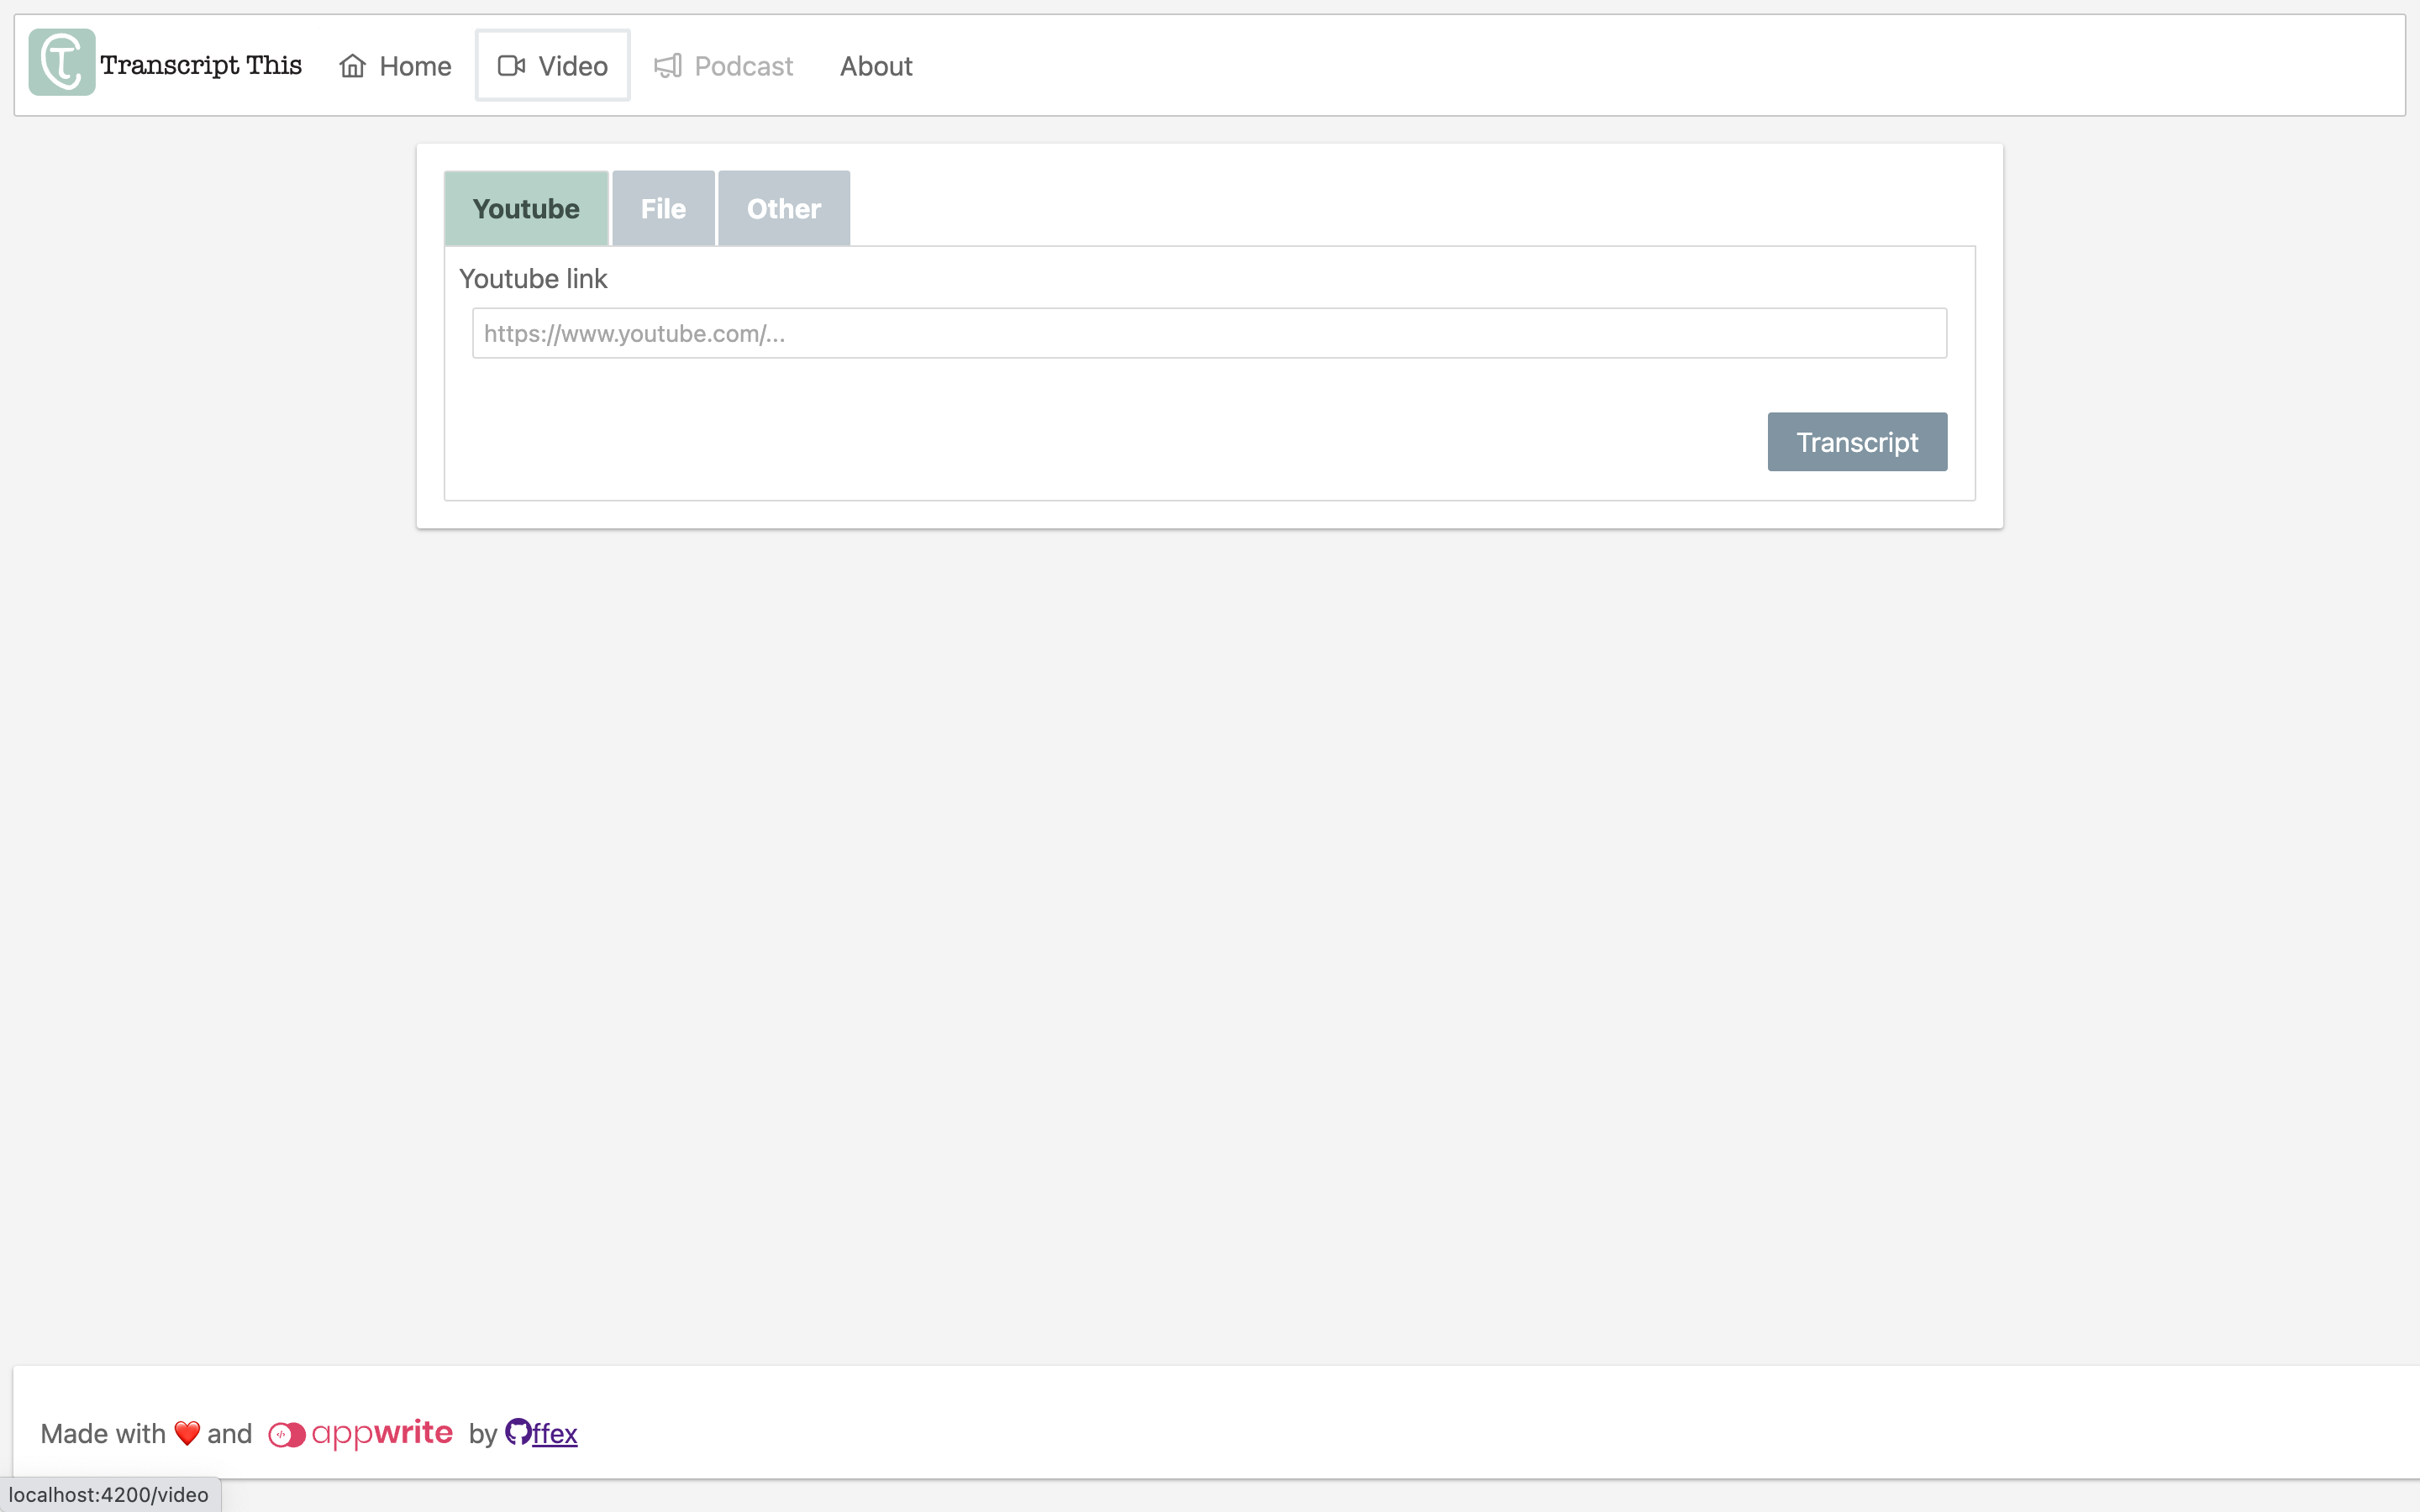 Transcript This Home Video Podcast About
Youtube File Other
Youtube link
https://www.youtube.com/...
Transcript
Made with ❤️ and appwrite by ffex
localhost:4200/video